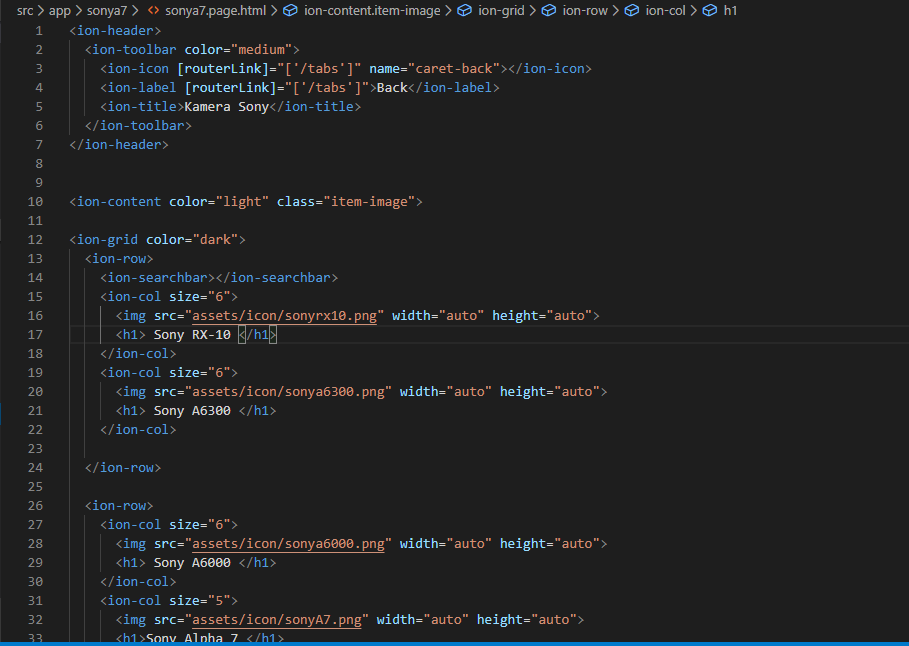 src > app > sonya7 > <> sonya7.page.html > ion-content.item-image > ion-grid > ion-row > ion-col > h1
1 <ion-header>
2 <ion-toolbar color="medium">
3 <ion-icon [routerLink]="['/tabs']" name="caret-back"></ion-icon>
4 <ion-label [routerLink]="['/tabs']">Back</ion-label>
5 <ion-title>Kamera Sony</ion-title>
6 </ion-toolbar>
7 </ion-header>
8
9
10 <ion-content color="light" class="item-image">
11
12 <ion-grid color="dark">
13 <ion-row>
14 <ion-searchbar></ion-searchbar>
15 <ion-col size="6">
16 <img src="assets/icon/sonyrx10.png" width="auto" height="auto">
17 <h1> Sony RX-10 </h1>
18 </ion-col>
19 <ion-col size="6">
20 <img src="assets/icon/sonya6300.png" width="auto" height="auto">
21 <h1> Sony A6300 </h1>
22 </ion-col>
23
24 </ion-row>
25
26 <ion-row>
27 <ion-col size="6">
28 <img src="assets/icon/sonya6000.png" width="auto" height="auto">
29 <h1> Sony A6000 </h1>
30 </ion-col>
31 <ion-col size="5">
32 <img src="assets/icon/sonyA7.png" width="auto" height="auto">
33 <h1>Sony Alpha 7 </h1>